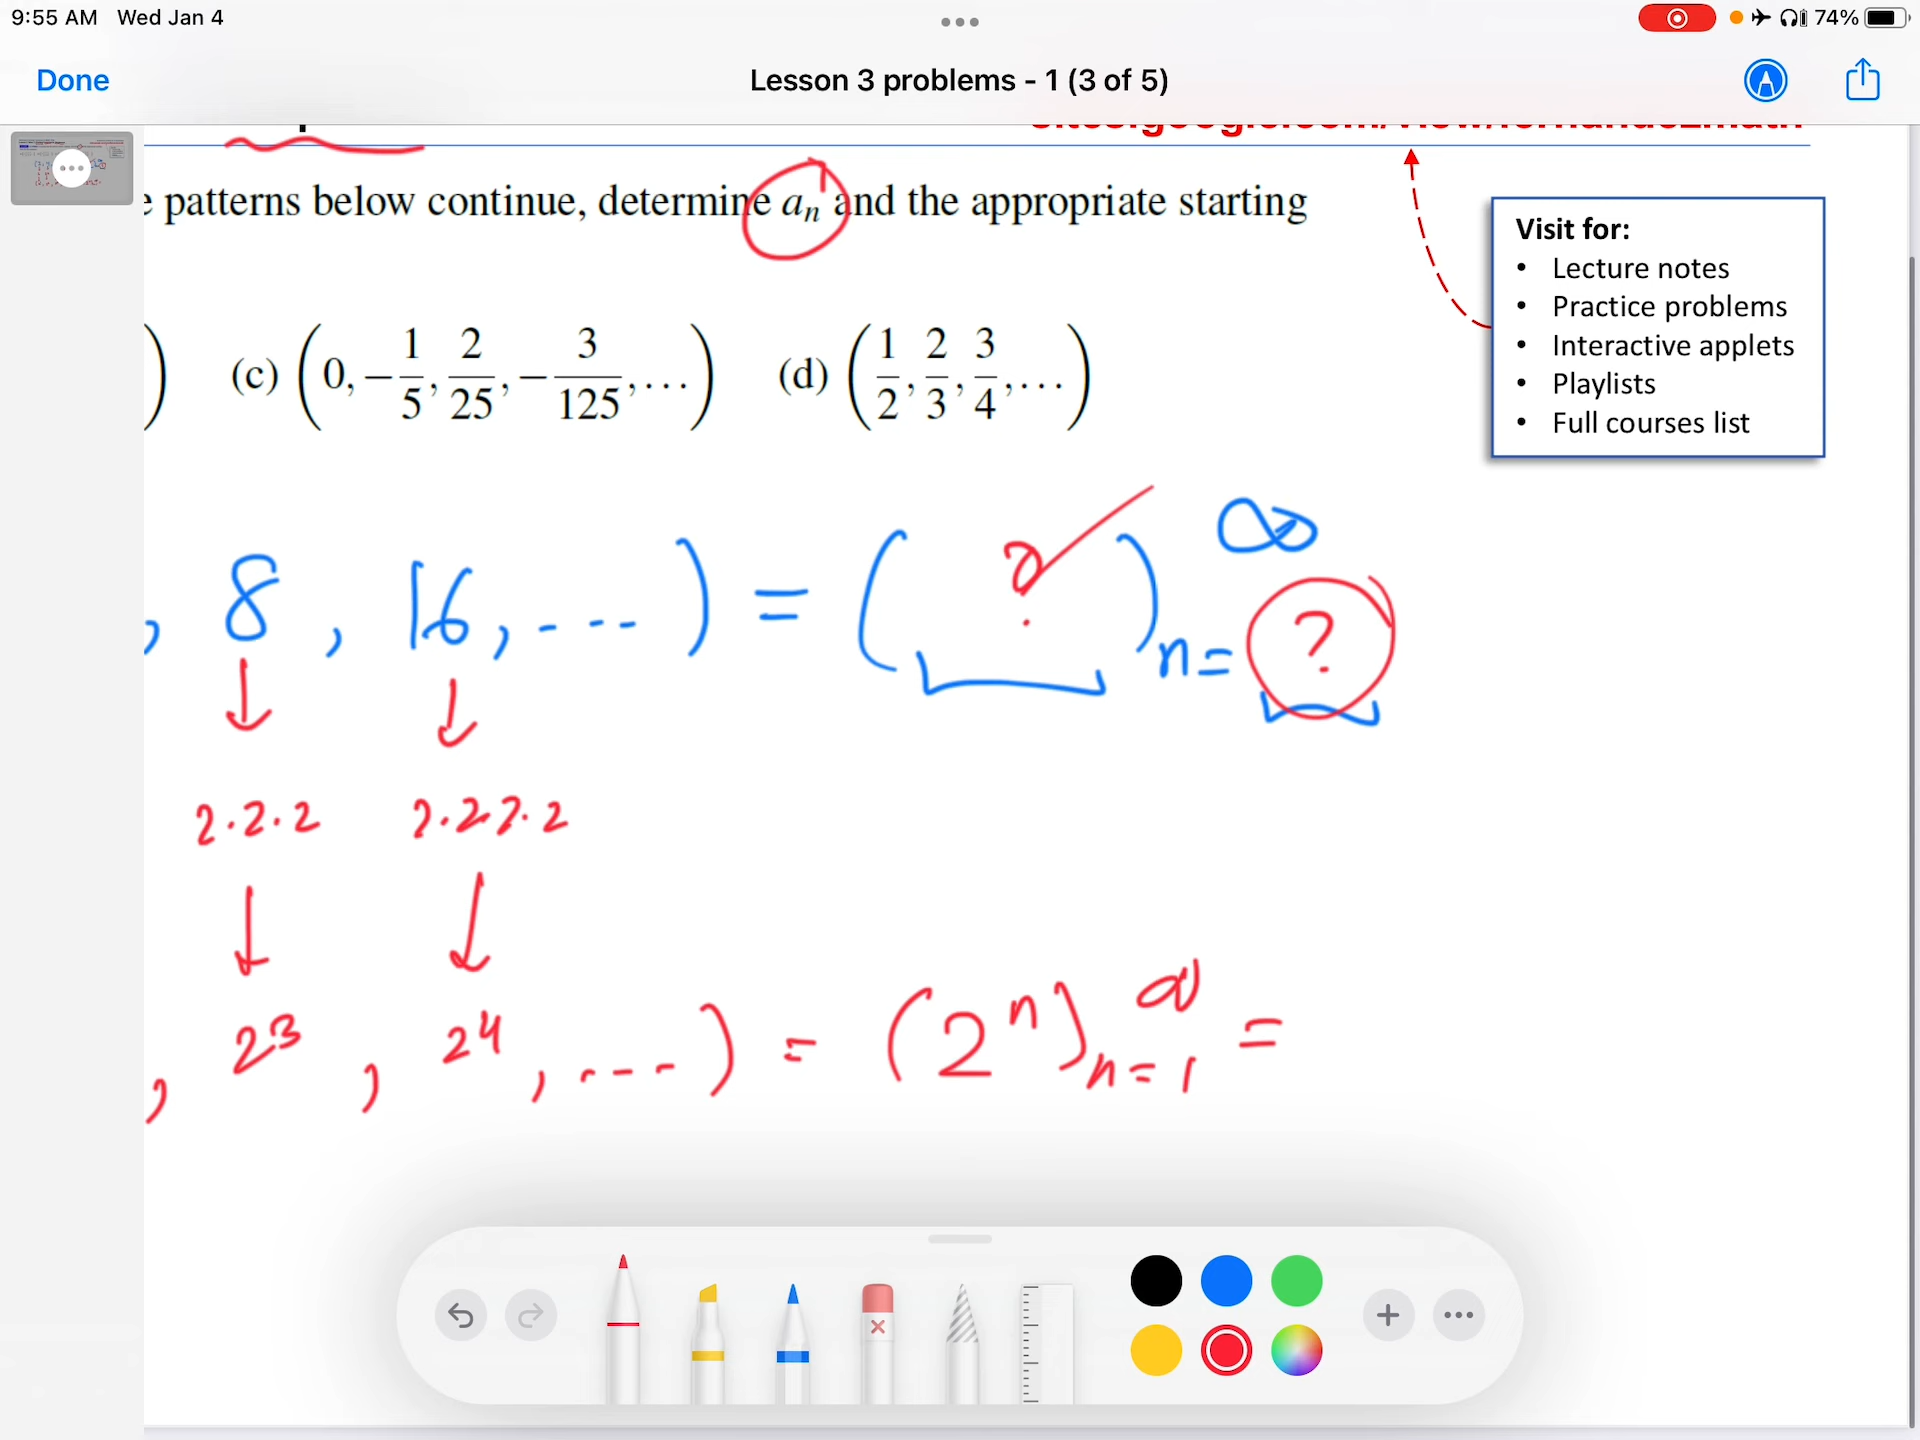 9:55 AM Wed Jan 4
74%
Done
Lesson 3 problems - 1 (3 of 5)
patterns below continue, determine aₙ and the appropriate starting
Visit for:
• Lecture notes
• Practice problems
• Interactive applets
• Playlists
• Full courses list
) (c) (0, −1/5, 2/25, −3/125, ...) (d) (1/2, 2/3, 3/4, ...)
, 8, 16, ---) = ( ? )ₙ₌? ∞
2·2·2 2·2·2·2
, 2³, 2⁴, ---) = (2ⁿ)ₙ₌₁ ∞ =